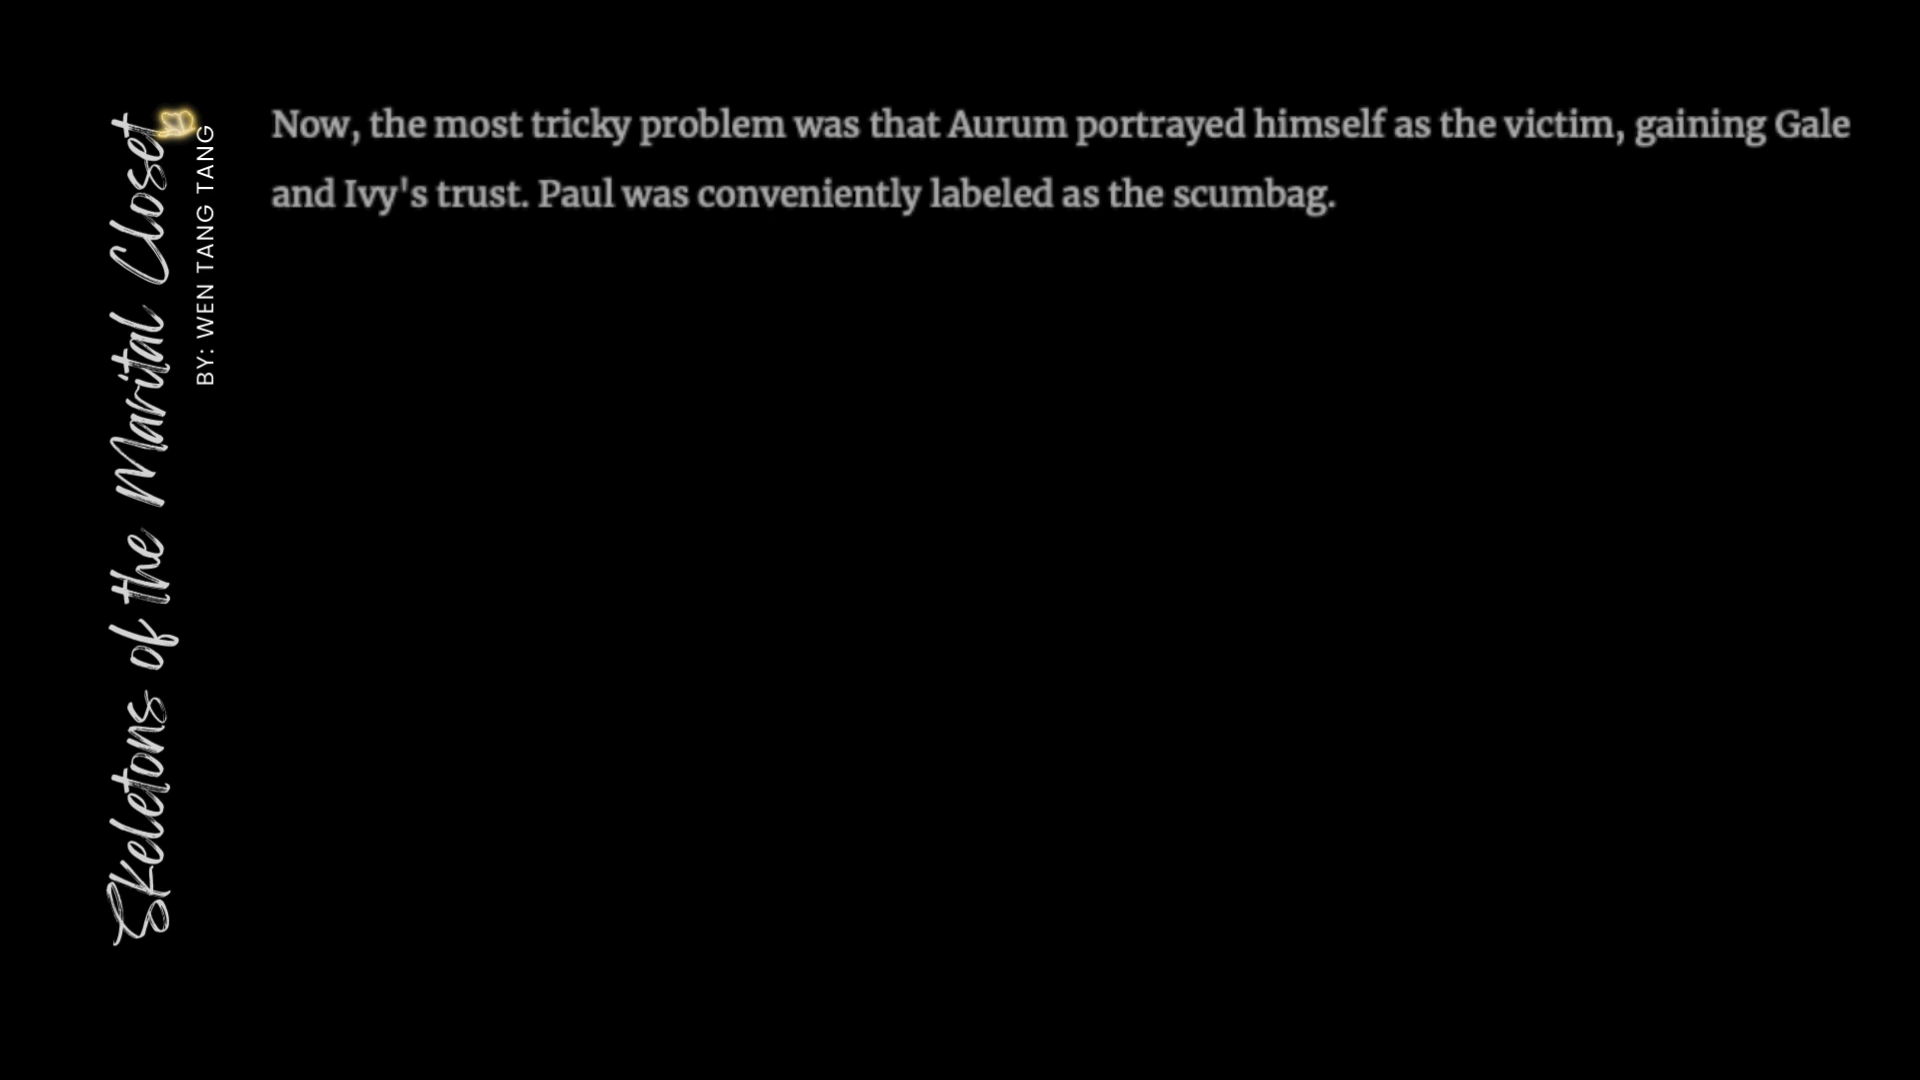 Skeletons of the Marital Closet
BY: WEN TANG TANG
Now, the most tricky problem was that Aurum portrayed himself as the victim, gaining Gale
and Ivy's trust. Paul was conveniently labeled as the scumbag.